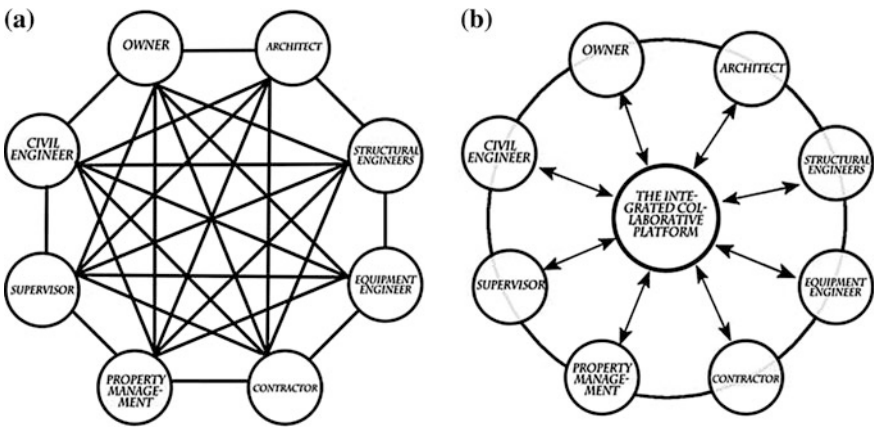 (a)
OWNER
ARCHITECT
CIVIL
ENGINEER
STRUCTURAL
ENGINEERS
SUPERVISOR
EQUIPMENT
ENGINEER
PROPERTY
MANAGE-
MENT
CONTRACTOR
(b)
OWNER
ARCHITECT
CIVIL
ENGINEER
STRUCTURAL
ENGINEERS
THE INTE-
GRATED COL-
LABORATIVE
PLATFORM
SUPERVISOR
EQUIPMENT
ENGINEER
PROPERTY
MANAGE-
MENT
CONTRACTOR